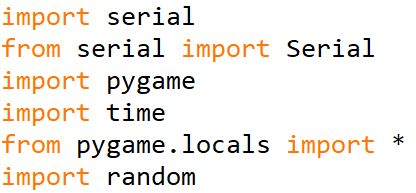 import serial
from serial import Serial
import pygame
import time
from pygame.locals import *
import random